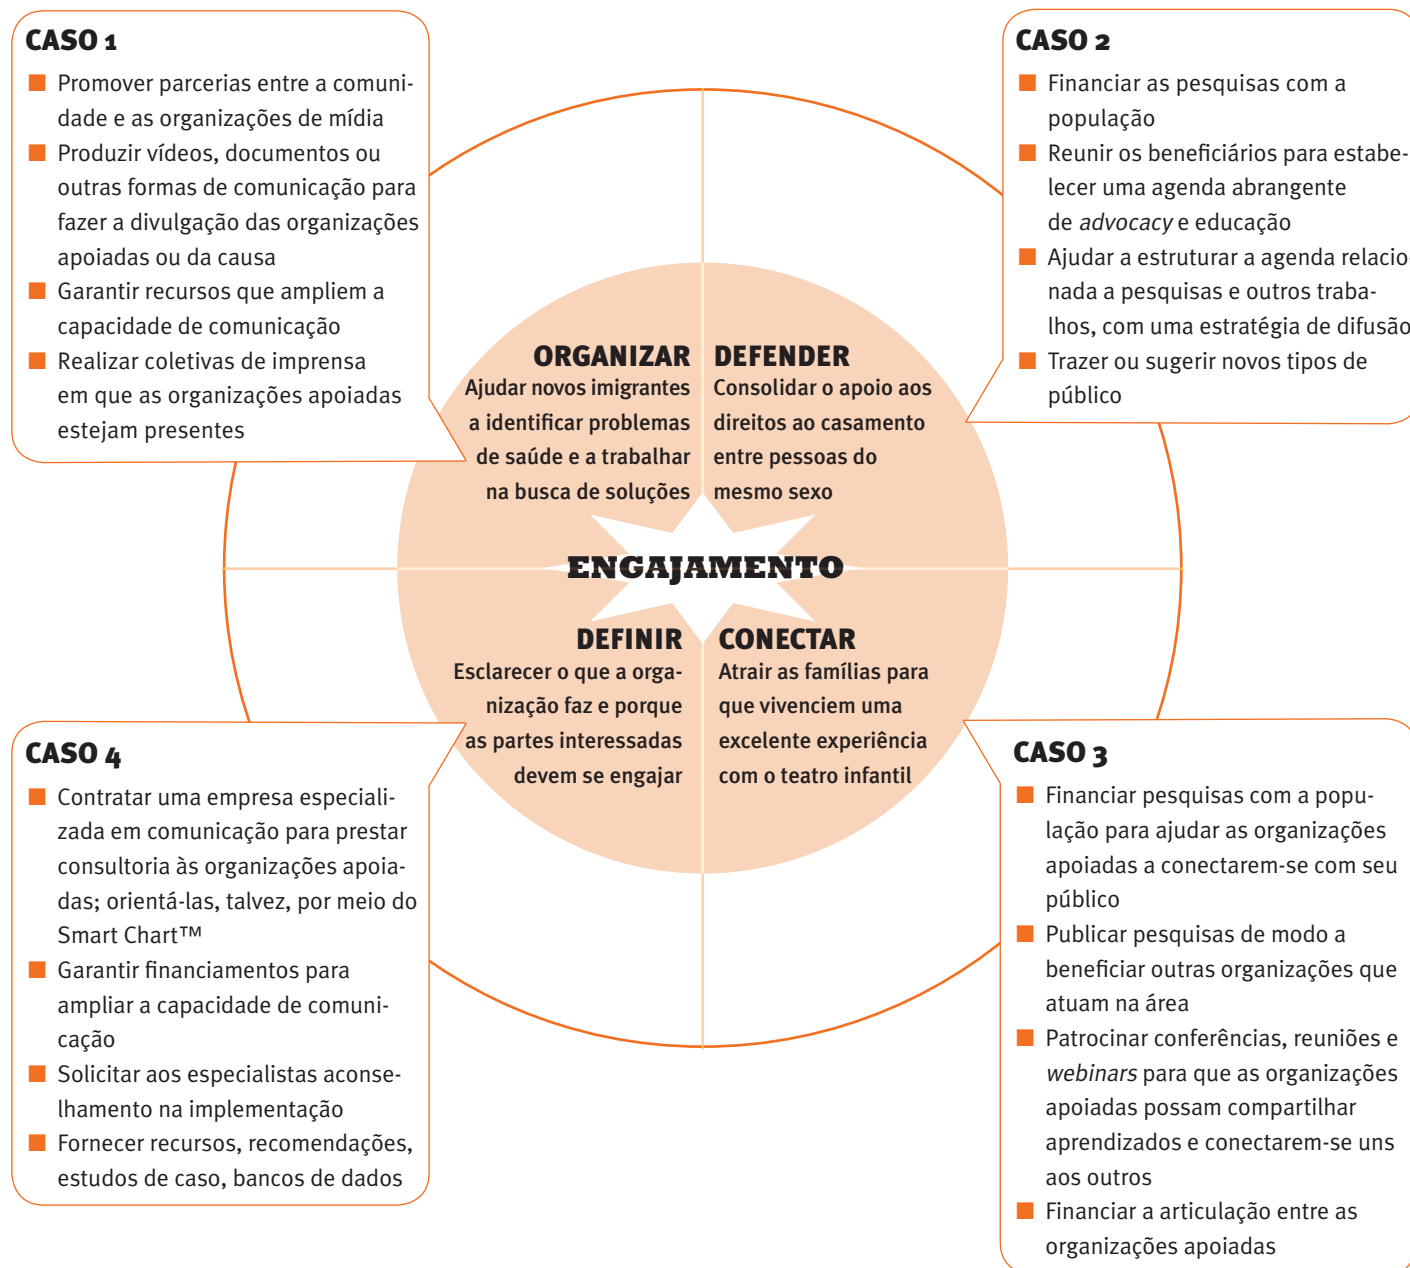 CASO 1
■ Promover parcerias entre a comuni-
dade e as organizações de mídia
■ Produzir vídeos, documentos ou
outras formas de comunicação para
fazer a divulgação das organizações
apoiadas ou da causa
■ Garantir recursos que ampliem a
capacidade de comunicação
■ Realizar coletivas de imprensa
em que as organizações apoiadas
estejam presentes
CASO 2
■ Financiar as pesquisas com a
população
■ Reunir os beneficiários para estabe-
lecer uma agenda abrangente
de advocacy e educação
■ Ajudar a estruturar a agenda relacio-
nada a pesquisas e outros traba-
lhos, com uma estratégia de difusão
■ Trazer ou sugerir novos tipos de
público
ORGANIZAR
Ajudar novos imigrantes
a identificar problemas
de saúde e a trabalhar
na busca de soluções
DEFENDER
Consolidar o apoio aos
direitos ao casamento
entre pessoas do
mesmo sexo
ENGAJAMENTO
DEFINIR
Esclarecer o que a orga-
nização faz e porque
as partes interessadas
devem se engajar
CONECTAR
Atrair as famílias para
que vivenciem uma
excelente experiência
com o teatro infantil
CASO 4
■ Contratar uma empresa especiali-
zada em comunicação para prestar
consultoria às organizações apoia-
das; orientá-las, talvez, por meio do
Smart Chart™
■ Garantir financiamentos para
ampliar a capacidade de comuni-
cação
■ Solicitar aos especialistas aconse-
lhamento na implementação
■ Fornecer recursos, recomendações,
estudos de caso, bancos de dados
CASO 3
■ Financiar pesquisas com a popu-
lação para ajudar as organizações
apoiadas a conectarem-se com seu
público
■ Publicar pesquisas de modo a
beneficiar outras organizações que
atuam na área
■ Patrocinar conferências, reuniões e
webinars para que as organizações
apoiadas possam compartilhar
aprendizados e conectarem-se uns
aos outros
■ Financiar a articulação entre as
organizações apoiadas